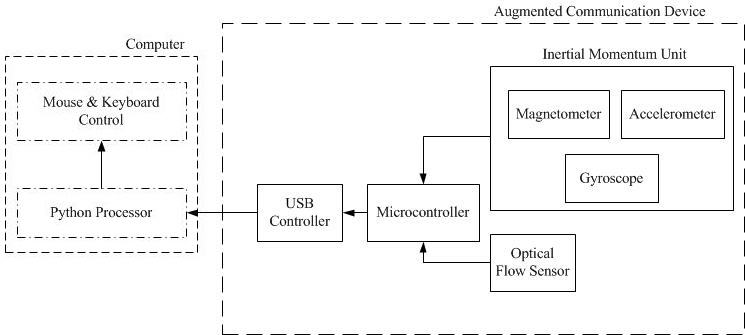 Augmented Communication Device
Computer
Inertial Momentum Unit
Mouse & Keyboard
Control
Magnetometer
Accelerometer
Gyroscope
Python Processor
USB
Controller
Microcontroller
Optical
Flow Sensor